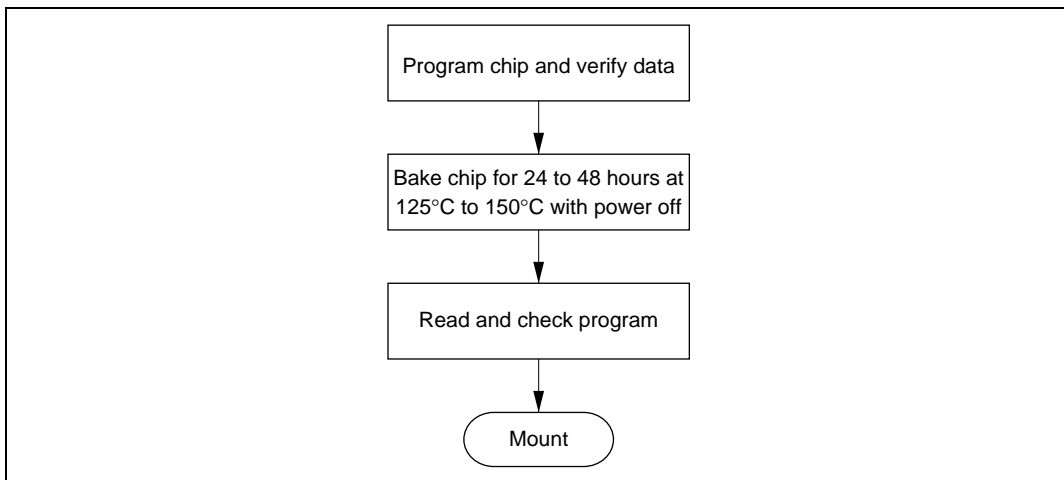 Program chip and verify data
Bake chip for 24 to 48 hours at
125°C to 150°C with power off
Read and check program
Mount